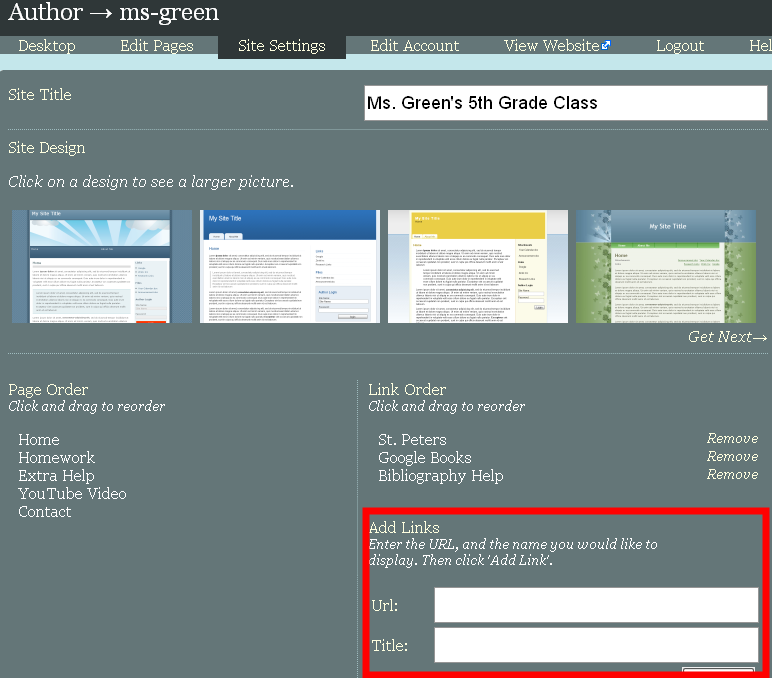 Author → ms-green
Desktop Edit Pages Site Settings Edit Account View Website Logout Hel
Site Title Ms. Green's 5th Grade Class
Site Design
Click on a design to see a larger picture.
My Site Title My Site Title My Site Title My Site Title
Get Next→
Page Order
Click and drag to reorder
Home
Homework
Extra Help
YouTube Video
Contact
Link Order
Click and drag to reorder
St. Peters Remove
Google Books Remove
Bibliography Help Remove
Add Links
Enter the URL, and the name you would like to
display. Then click 'Add Link'.
Url:
Title: